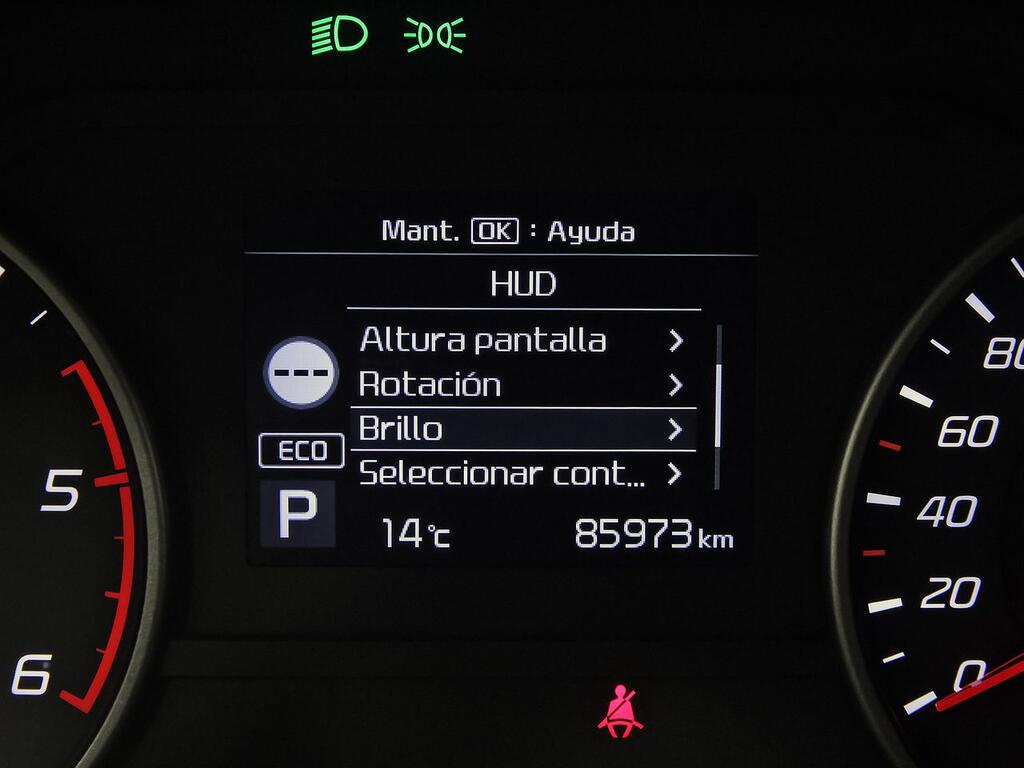 Mant. OK : Ayuda
HUD
Altura pantalla
Rotación
Brillo
Seleccionar cont...
---
ECO
P
14°C
85973 km
5
6
80
60
40
20
0